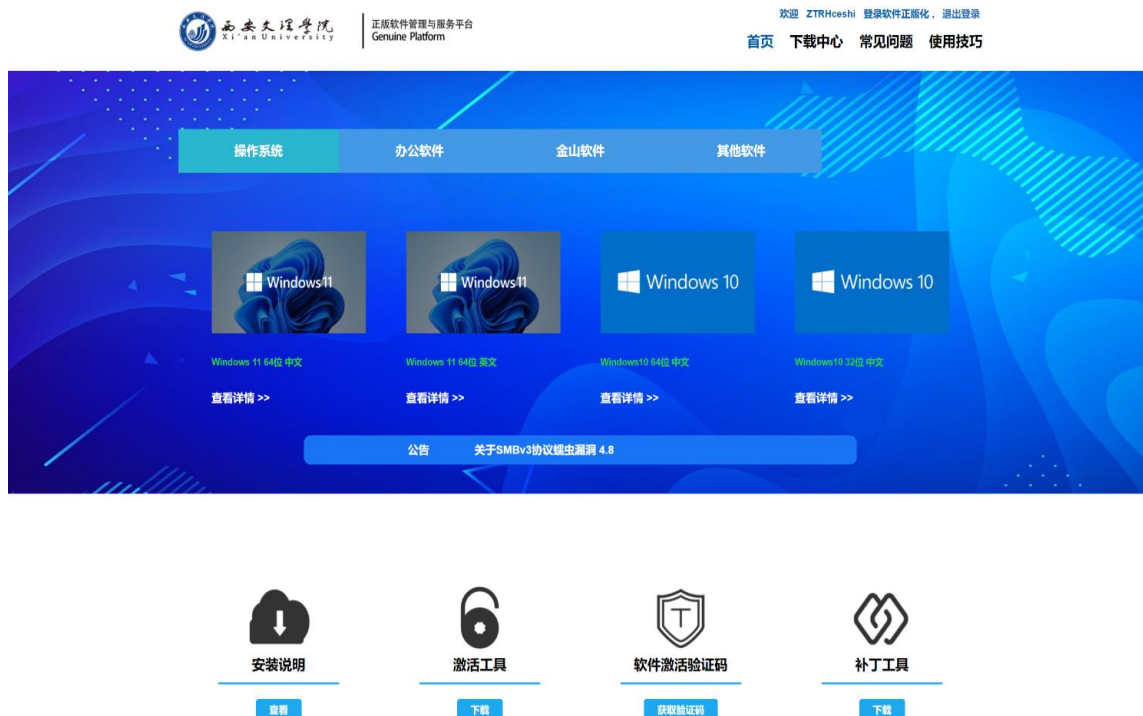 西安文理学院
Xi'an University
正版软件管理与服务平台
Genuine Platform
欢迎 ZTRHceshi 登录软件正版化，退出登录
首页 下载中心 常见问题 使用技巧
操作系统 办公软件 金山软件 其他软件
Windows 11 Windows 11 Windows 10 Windows 10
Windows 11 64位 中文 Windows 11 64位 英文 Windows10 64位 中文 Windows10 32位 中文
查看详情 >> 查看详情 >> 查看详情 >> 查看详情 >>
公告 关于SMBv3协议蠕虫漏洞 4.8
T
安装说明 激活工具 软件激活验证码 补丁工具
查看 下载 获取验证码 下载